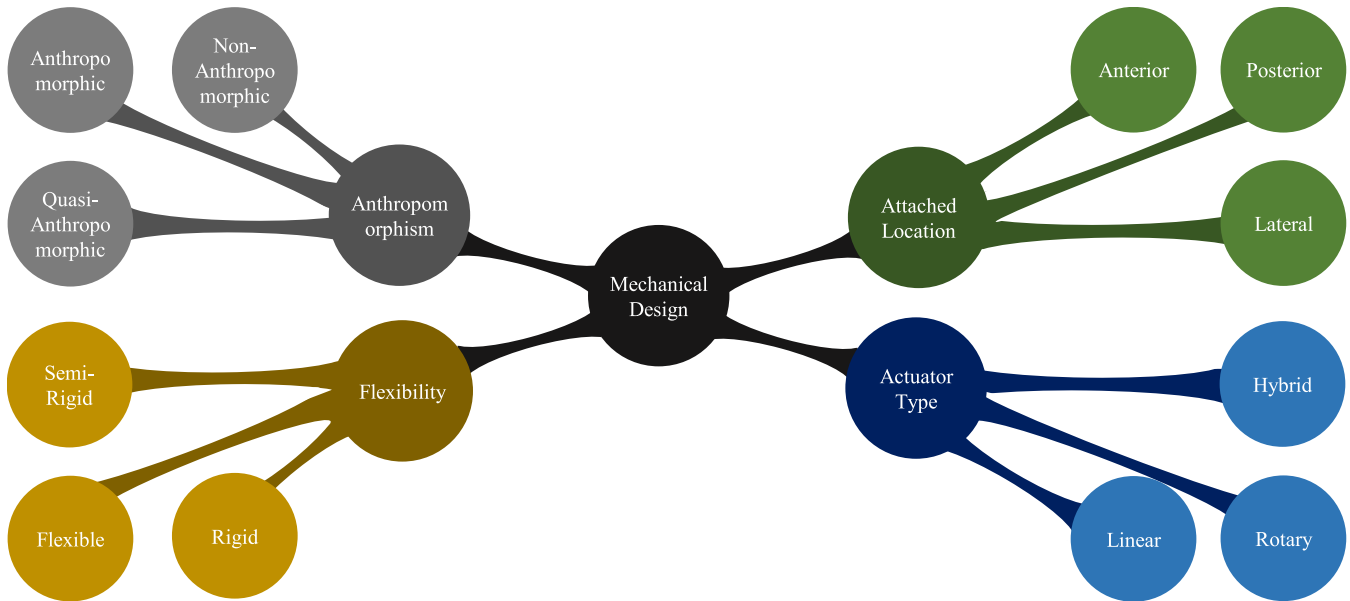 Anthropo
morphic
Non-
Anthropo
morphic
Quasi-
Anthropo
morphic
Anthropom
orphism
Mechanical
Design
Attached
Location
Anterior
Posterior
Lateral
Semi-
Rigid
Flexibility
Flexible
Rigid
Actuator
Type
Hybrid
Linear
Rotary